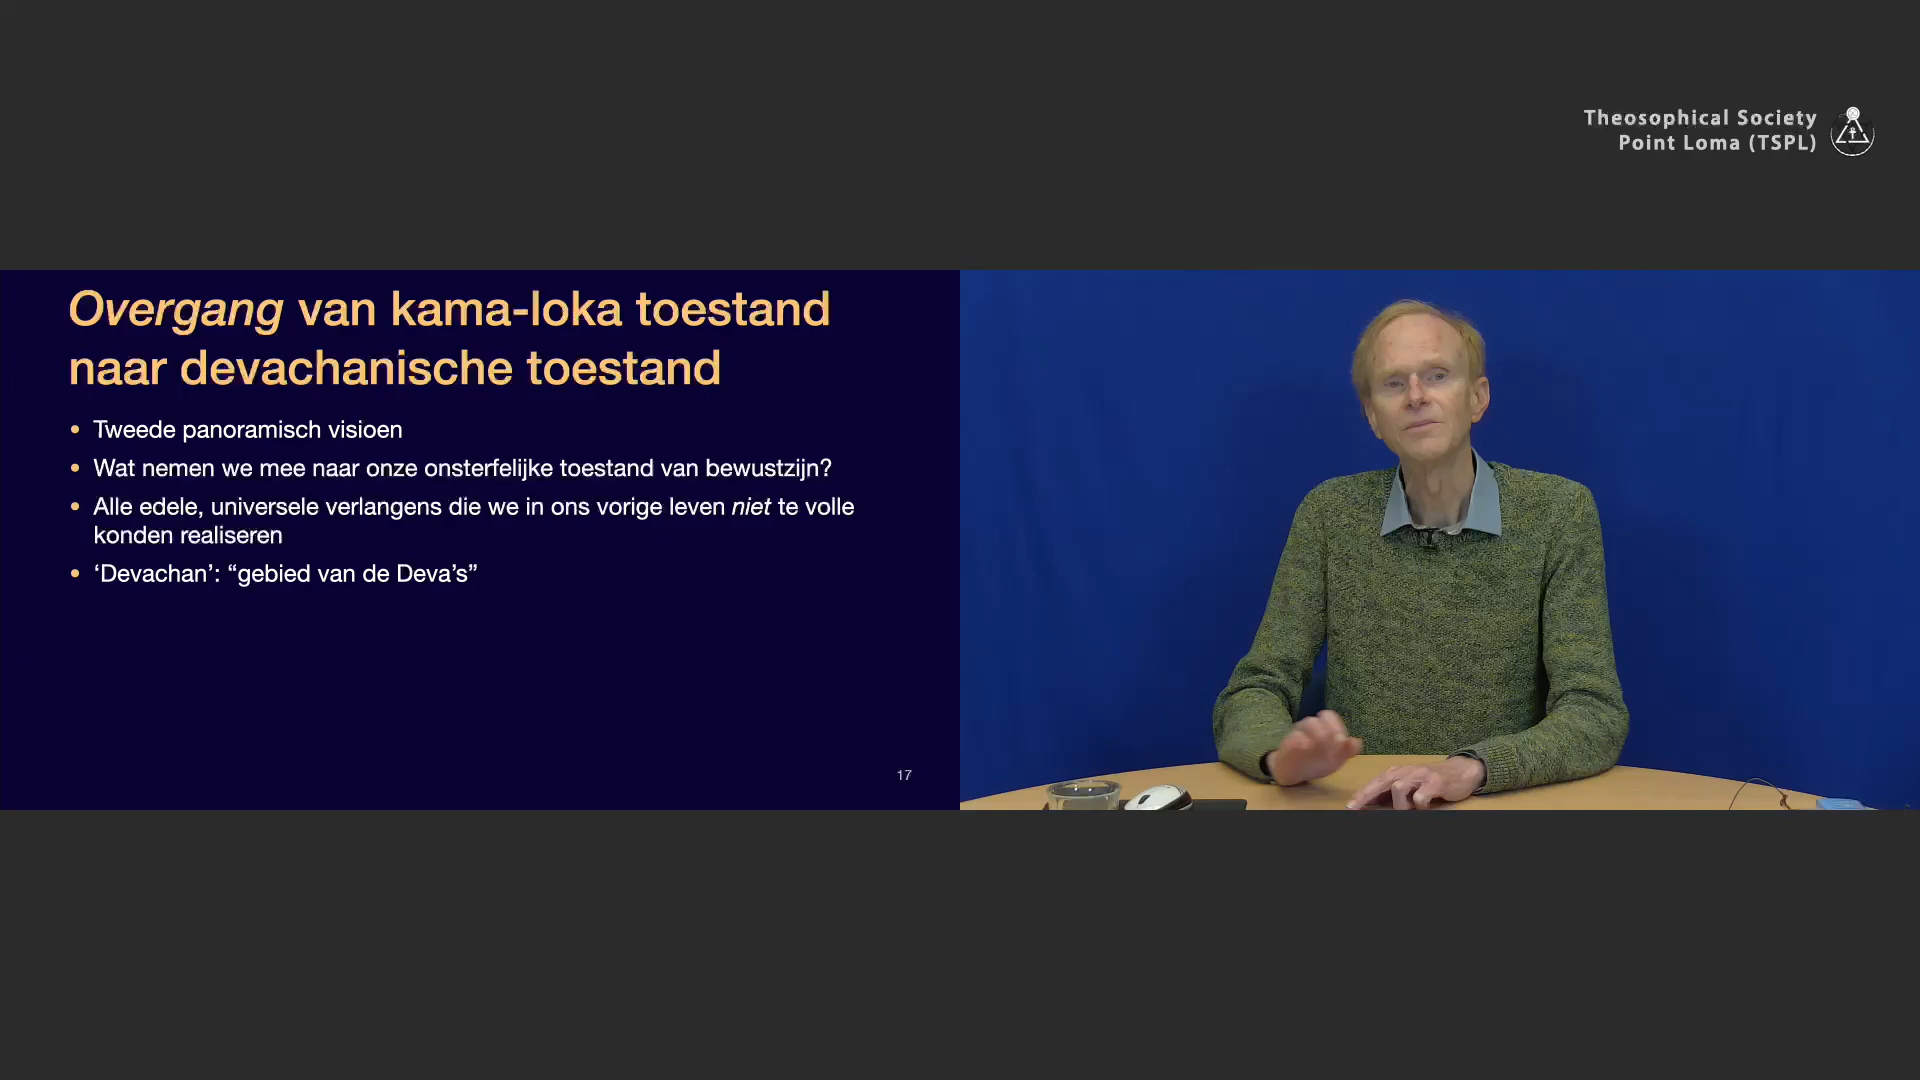 Theosophical Society
Point Loma (TSPL)
Overgang van kama-loka toestand
naar devachanische toestand
• Tweede panoramisch visioen
• Wat nemen we mee naar onze onsterfelijke toestand van bewustzijn?
• Alle edele, universele verlangens die we in ons vorige leven niet te volle
konden realiseren
• ‘Devachan’: “gebied van de Deva’s”
17